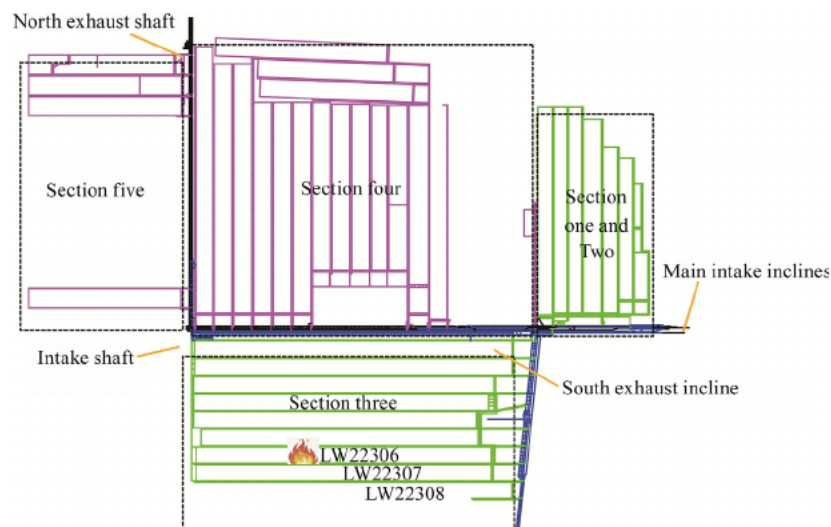 North exhaust shaft
Section five
Section four
Section
one and
Two
Main intake inclines
Intake shaft
South exhaust incline
Section three
LW22306
LW22307
LW22308